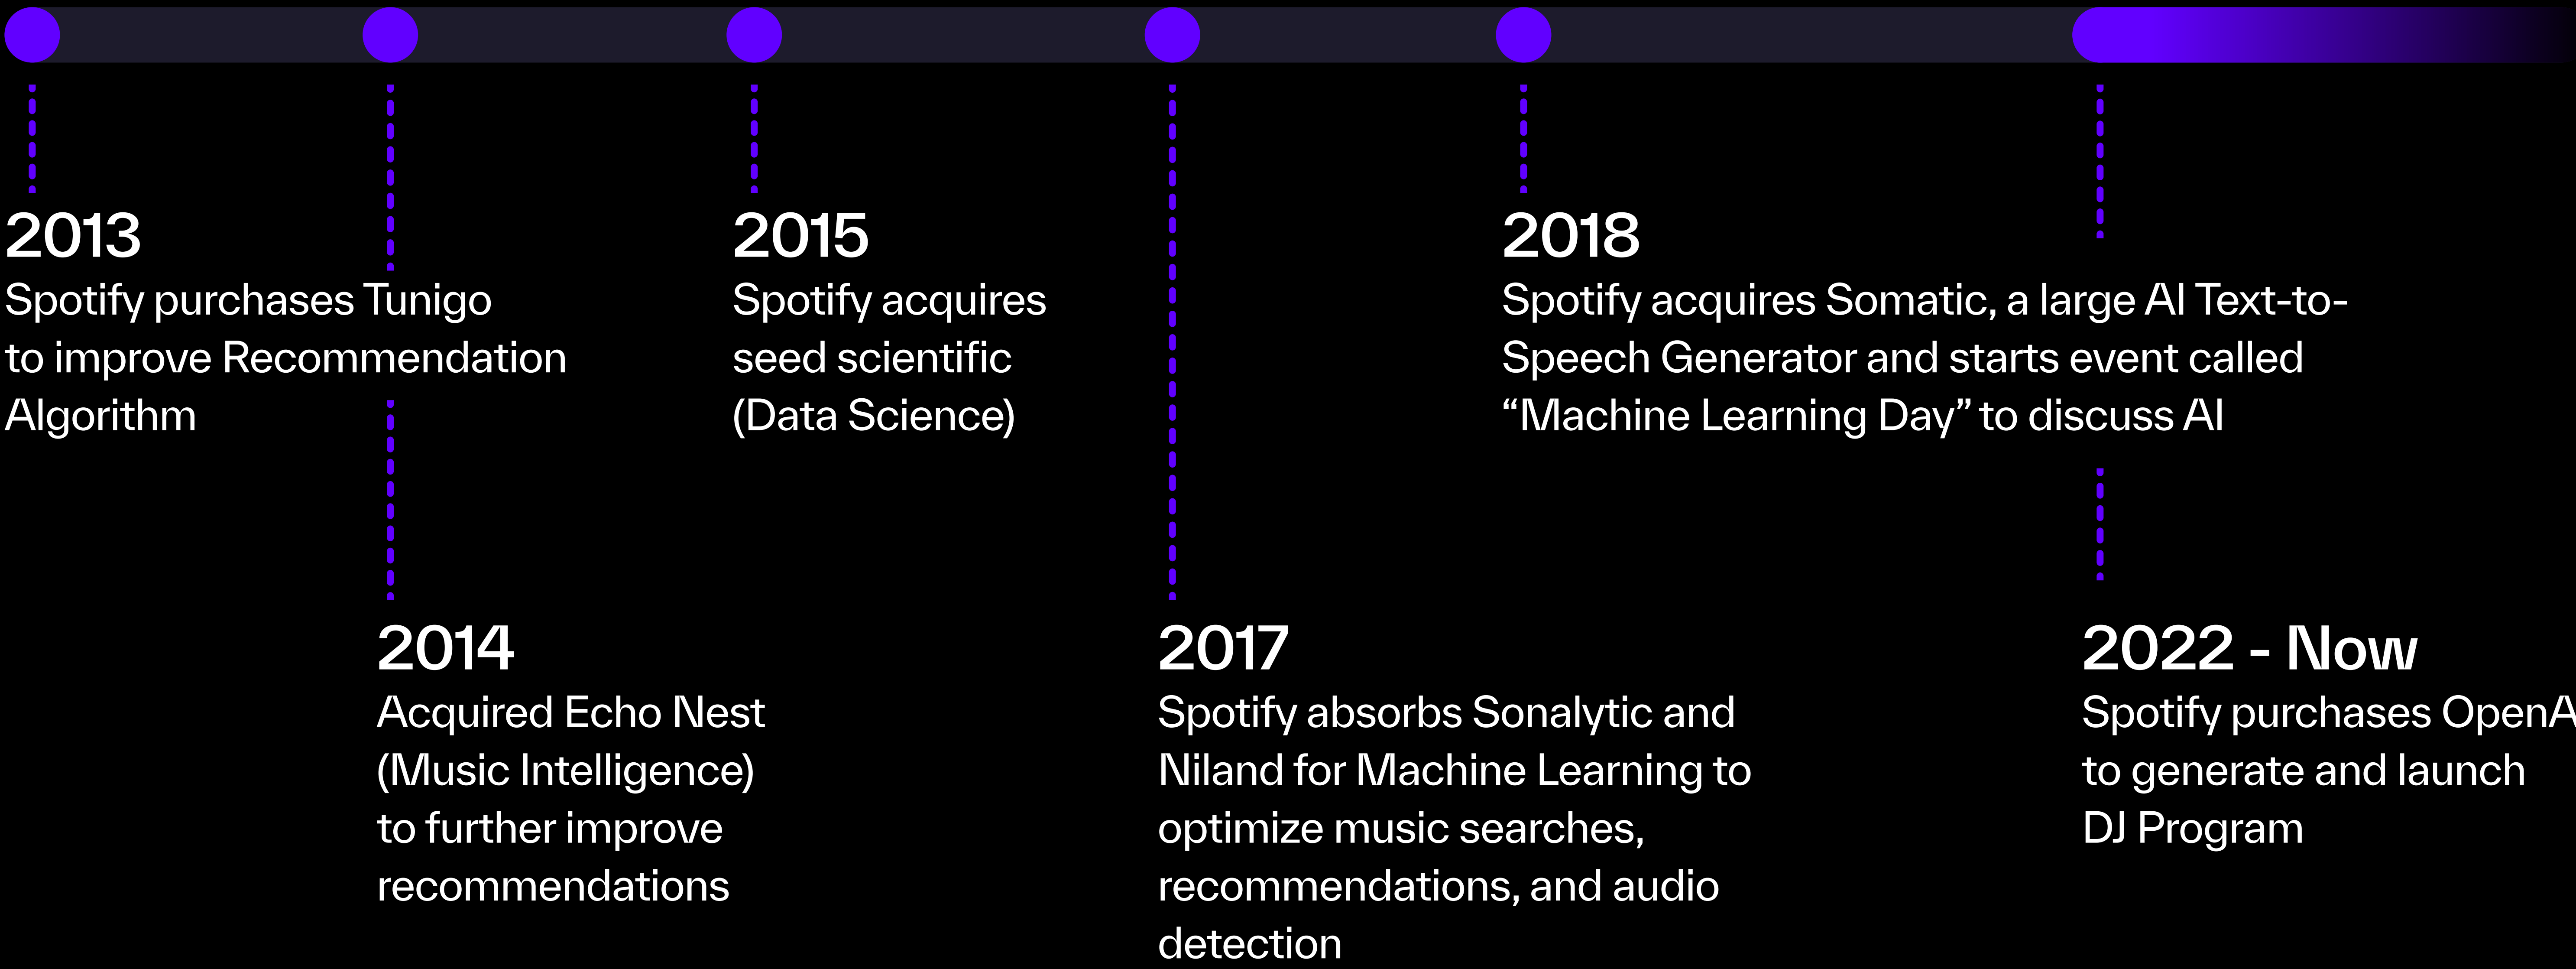 2013
Spotify purchases Tunigo
to improve Recommendation
Algorithm
2014
Acquired Echo Nest
(Music Intelligence)
to further improve
recommendations
2015
Spotify acquires
seed scientific
(Data Science)
2017
Spotify absorbs Sonalytic and
Niland for Machine Learning to
optimize music searches,
recommendations, and audio
detection
2018
Spotify acquires Somatic, a large AI Text-to-
Speech Generator and starts event called
“Machine Learning Day” to discuss AI
2022 - Now
Spotify purchases OpenA
to generate and launch
DJ Program